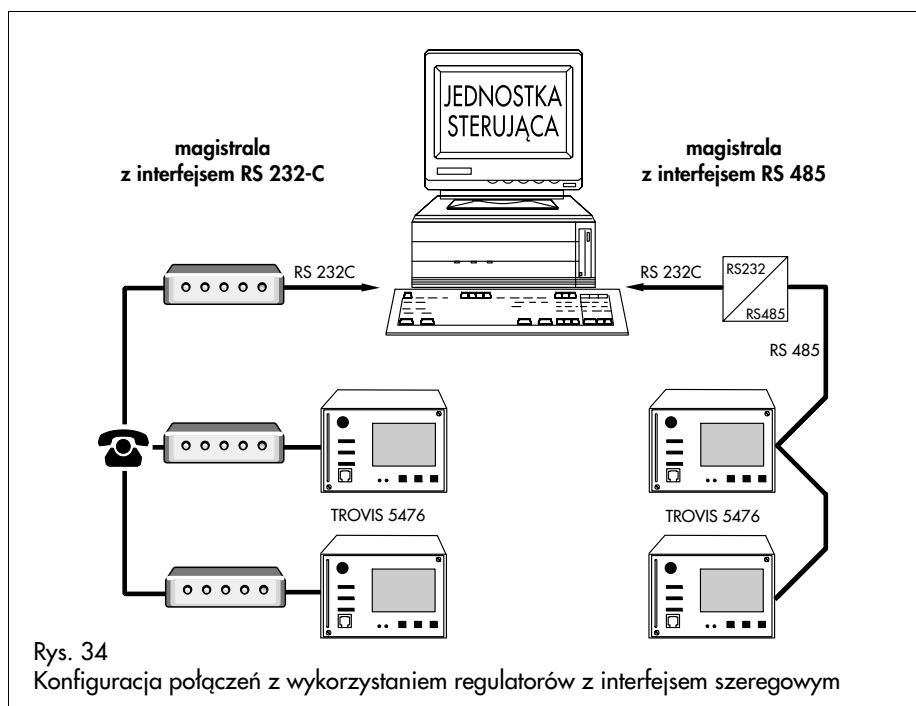 JEDNOSTKA
STERUJĄCA
magistrala
z interfejsem RS 232-C
magistrala
z interfejsem RS 485
RS 232C
RS 232C
RS232
RS485
RS 485
TROVIS 5476
TROVIS 5476
Rys. 34
Konfiguracja połączeń z wykorzystaniem regulatorów z interfejsem szeregowym